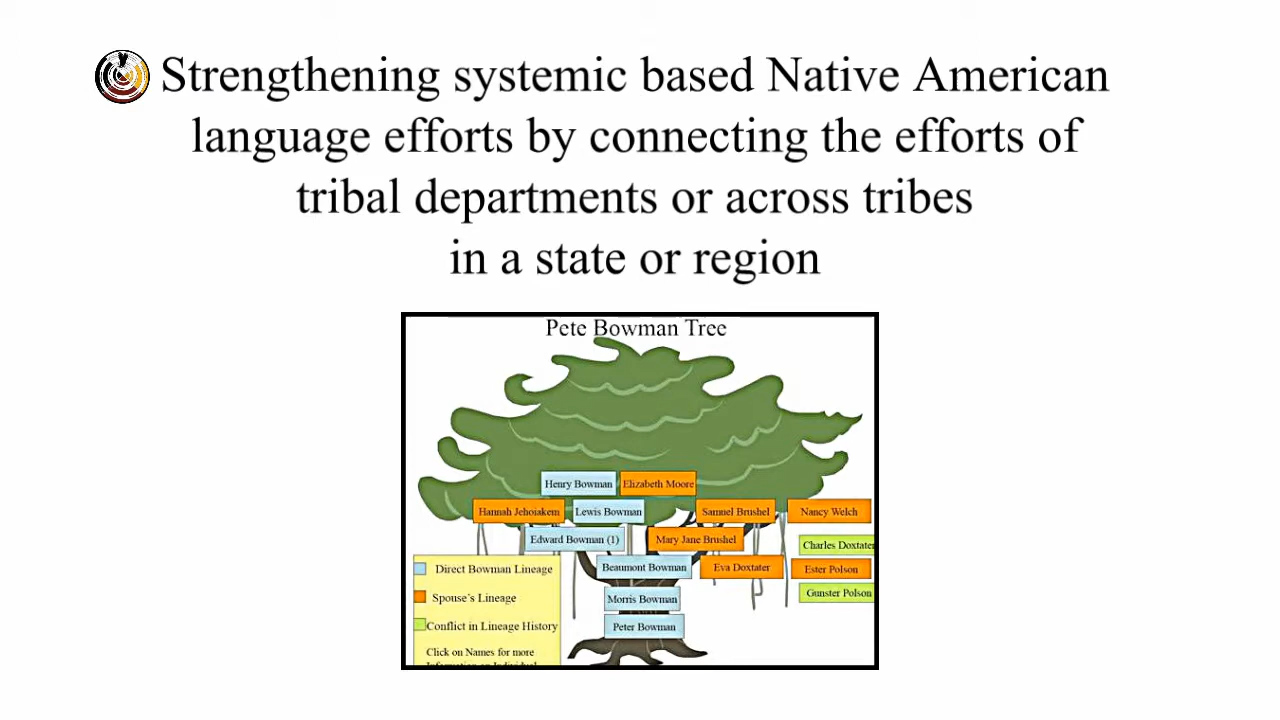 Strengthening systemic based Native American
language efforts by connecting the efforts of
tribal departments or across tribes
in a state or region
Pete Bowman Tree
Henry Bowman
Elizabeth Moore
Hannah Jehoiakem
Lewis Bowman
Samuel Brushel
Nancy Welch
Edward Bowman (1)
Mary Jane Brushel
Charles Doxtater
Beaumont Bowman
Eva Doxtater
Ester Polson
Morris Bowman
Gunster Polson
Peter Bowman
Direct Bowman Lineage
Spouse's Lineage
Conflict in Lineage History
Click on Names for more
Information on Individual